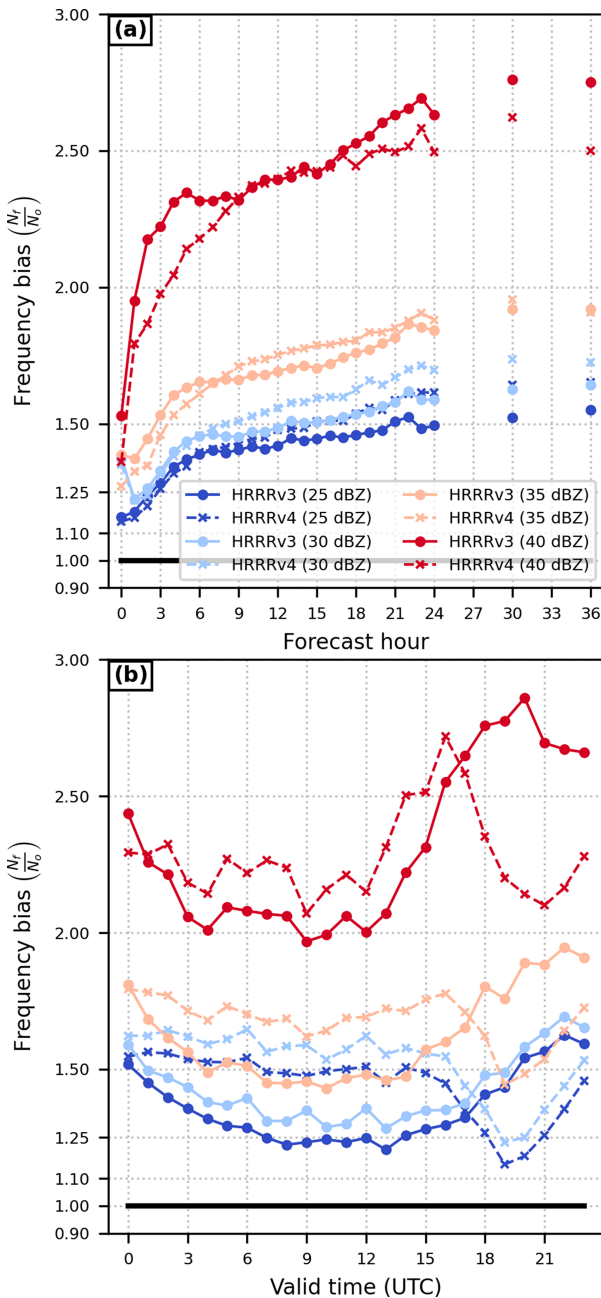 (a)
3.00
2.50
2.00
1.50
1.25
1.10
1.00
0.90
Frequency bias (N_f/N_o)
HRRRv3 (25 dBZ)
HRRRv4 (25 dBZ)
HRRRv3 (30 dBZ)
HRRRv4 (30 dBZ)
HRRRv3 (35 dBZ)
HRRRv4 (35 dBZ)
HRRRv3 (40 dBZ)
HRRRv4 (40 dBZ)
0 3 6 9 12 15 18 21 24 27 30 33 36
Forecast hour
(b)
3.00
2.50
2.00
1.50
1.25
1.10
1.00
0.90
Frequency bias (N_f/N_o)
0 3 6 9 12 15 18 21
Valid time (UTC)